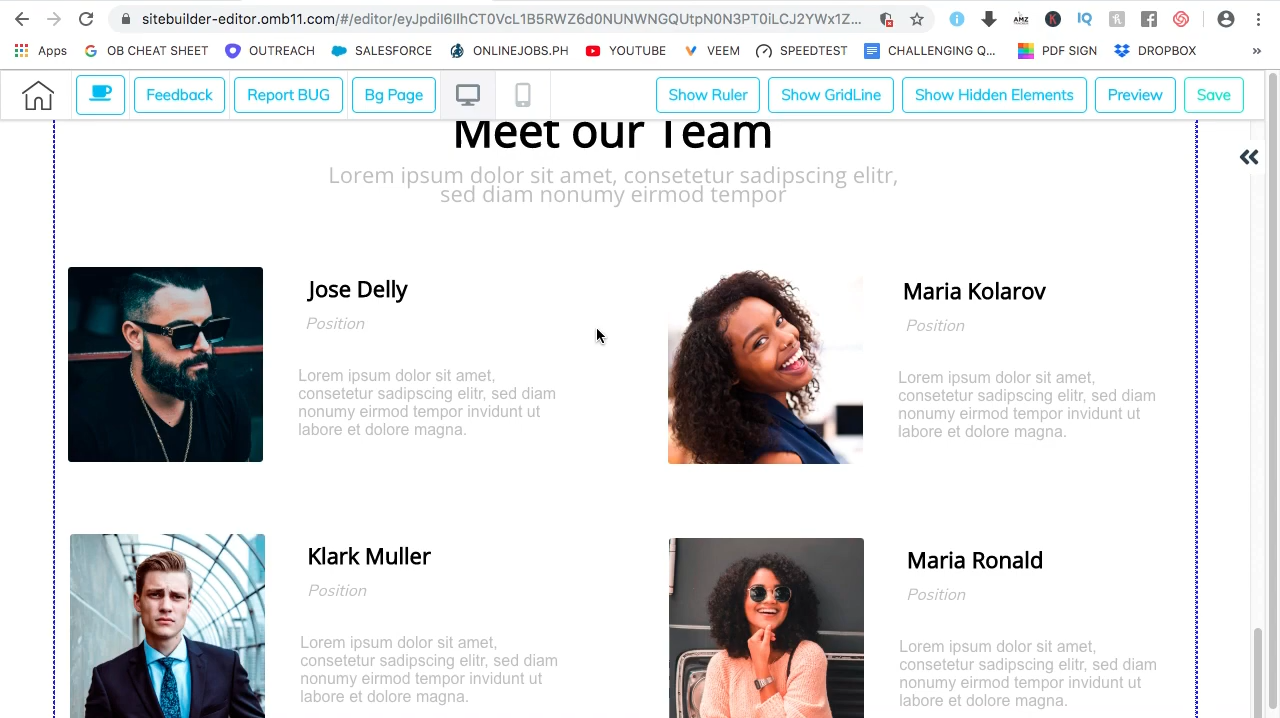 sitebuilder-editor.omb11.com/#/editor/eyJpdiI6IlhCT0VcL1B5RWZ6d0NUNWNGQUtpN0N3PT0iLCJ2YWx1Z...
Apps OB CHEAT SHEET OUTREACH SALESFORCE ONLINEJOBS.PH YOUTUBE VEEM SPEEDTEST CHALLENGING Q... PDF SIGN DROPBOX »
AMZ K IQ
Feedback Report BUG Bg Page Show Ruler Show GridLine Show Hidden Elements Preview Save
Meet our Team
Lorem ipsum dolor sit amet, consetetur sadipscing elitr,
sed diam nonumy eirmod tempor
Jose Delly
Position
Lorem ipsum dolor sit amet,
consetetur sadipscing elitr, sed diam
nonumy eirmod tempor invidunt ut
labore et dolore magna.
Maria Kolarov
Position
Lorem ipsum dolor sit amet,
consetetur sadipscing elitr, sed diam
nonumy eirmod tempor invidunt ut
labore et dolore magna.
Klark Muller
Position
Lorem ipsum dolor sit amet,
consetetur sadipscing elitr, sed diam
nonumy eirmod tempor invidunt ut
labore et dolore magna.
Maria Ronald
Position
Lorem ipsum dolor sit amet,
consetetur sadipscing elitr, sed diam
nonumy eirmod tempor invidunt ut
labore et dolore magna.